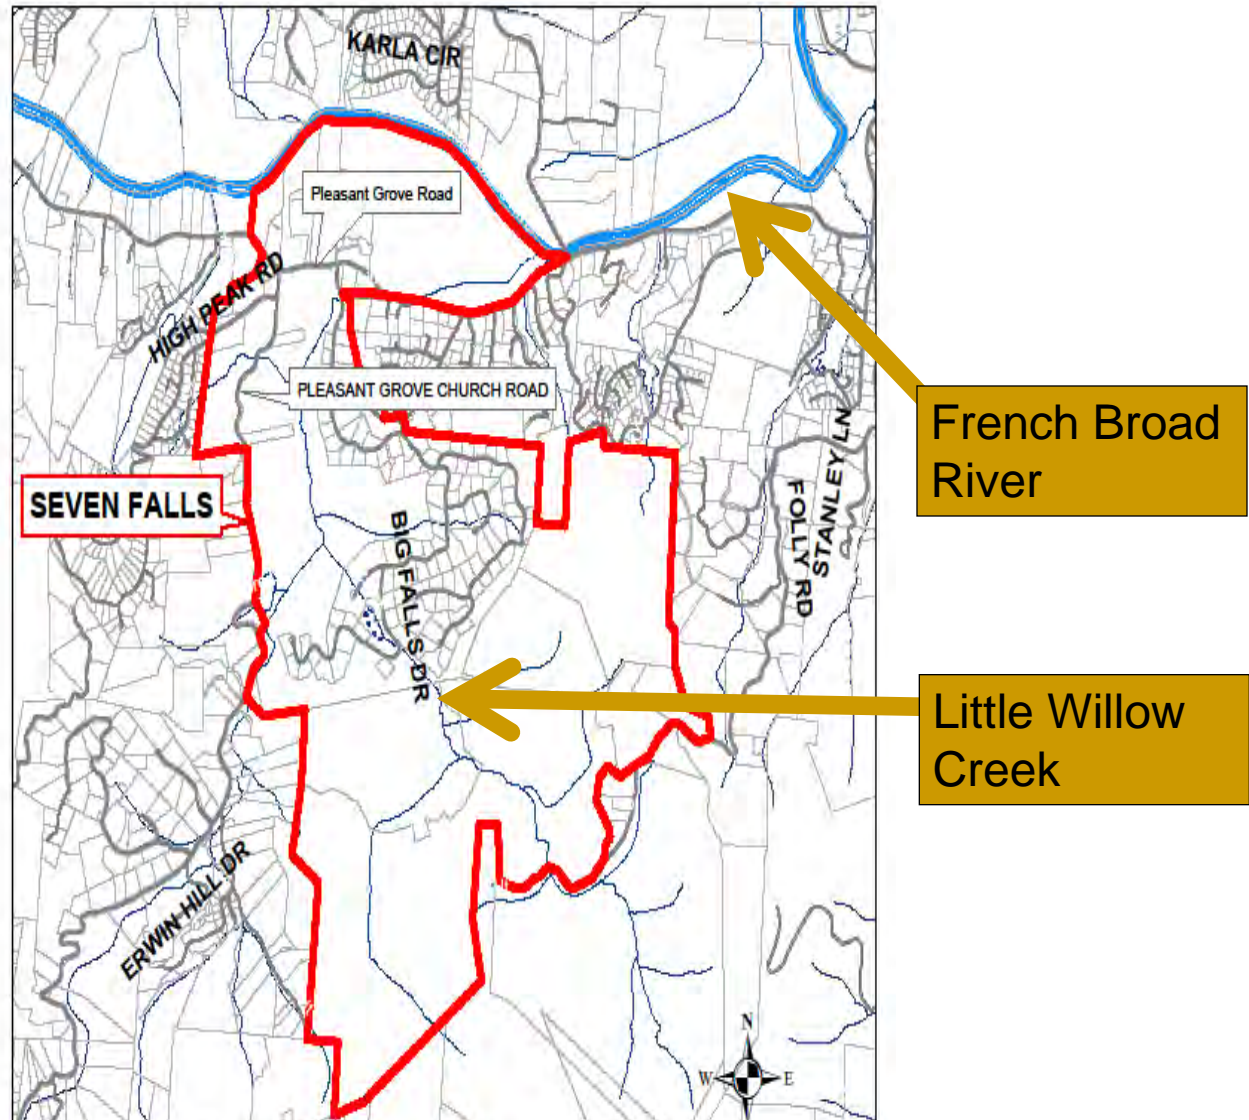 KARLA CIR
Pleasant Grove Road
HIGH PEAK RD
PLEASANT GROVE CHURCH ROAD
French Broad
River
SEVEN FALLS
BIG FALLS DR
FOLLY RD
STANLEY LN
Little Willow
Creek
ERWIN HILL DR
N
W
E